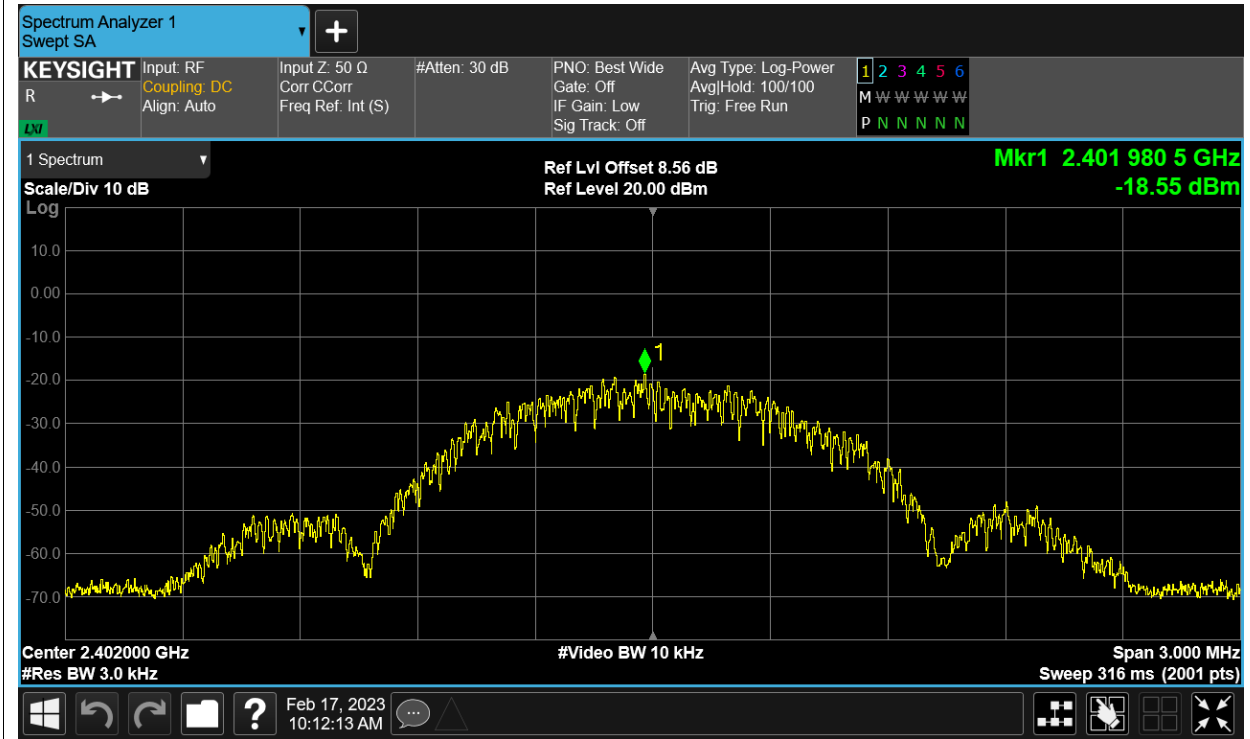 Spectrum Analyzer 1
Swept SA
+
KEYSIGHT
R
LXI
Input: RF
Coupling: DC
Align: Auto
Input Z: 50 Ω
Corr CCorr
Freq Ref: Int (S)
#Atten: 30 dB
PNO: Best Wide
Gate: Off
IF Gain: Low
Sig Track: Off
Avg Type: Log-Power
Avg|Hold: 100/100
Trig: Free Run
1 2 3 4 5 6
M W W W W W
P N N N N N
1 Spectrum
Scale/Div 10 dB
Log
Ref Lvl Offset 8.56 dB
Ref Level 20.00 dBm
Mkr1 2.401 980 5 GHz
-18.55 dBm
10.0
0.00
-10.0
1
-20.0
-30.0
-40.0
-50.0
-60.0
-70.0
Center 2.402000 GHz
#Video BW 10 kHz
Span 3.000 MHz
#Res BW 3.0 kHz
Sweep 316 ms (2001 pts)
?
Feb 17, 2023
10:12:13 AM